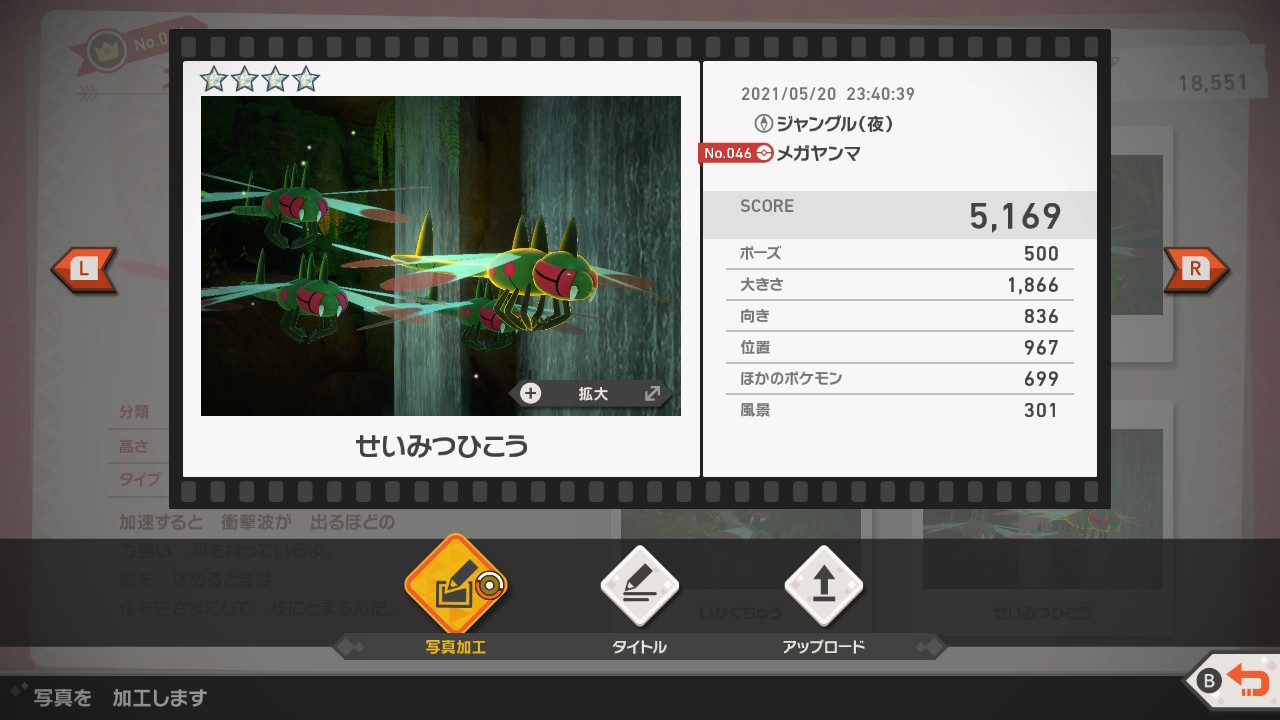 No.0
18,551
2021/05/20 23:40:39
ジャングル（夜）
No.046 メガヤンマ
SCORE
5,169
ポーズ 500
大きさ 1,866
向き 836
位置 967
ほかのポケモン 699
風景 301
L
R
+ 拡大
せいみつひこう
分類
高さ
タイプ
加速すると 衝撃波が 出るほどの
力強い 羽を持っているよ。
羽を 休めるときは
体を逆さまにして 枝にとまるんだ。
いかくちゅう
せいみつひこう
写真加工
タイトル
アップロード
B
写真を 加工します